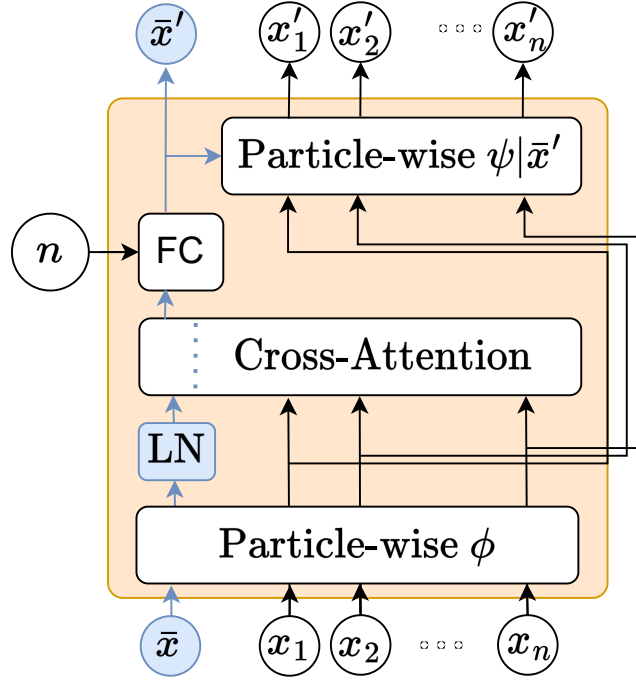 x̄′ x′₁ x′₂ ∘∘∘ x′ₙ
Particle-wise ψ|x̄′
n FC
Cross-Attention
LN
Particle-wise ϕ
x̄ x₁ x₂ ∘∘∘ xₙ